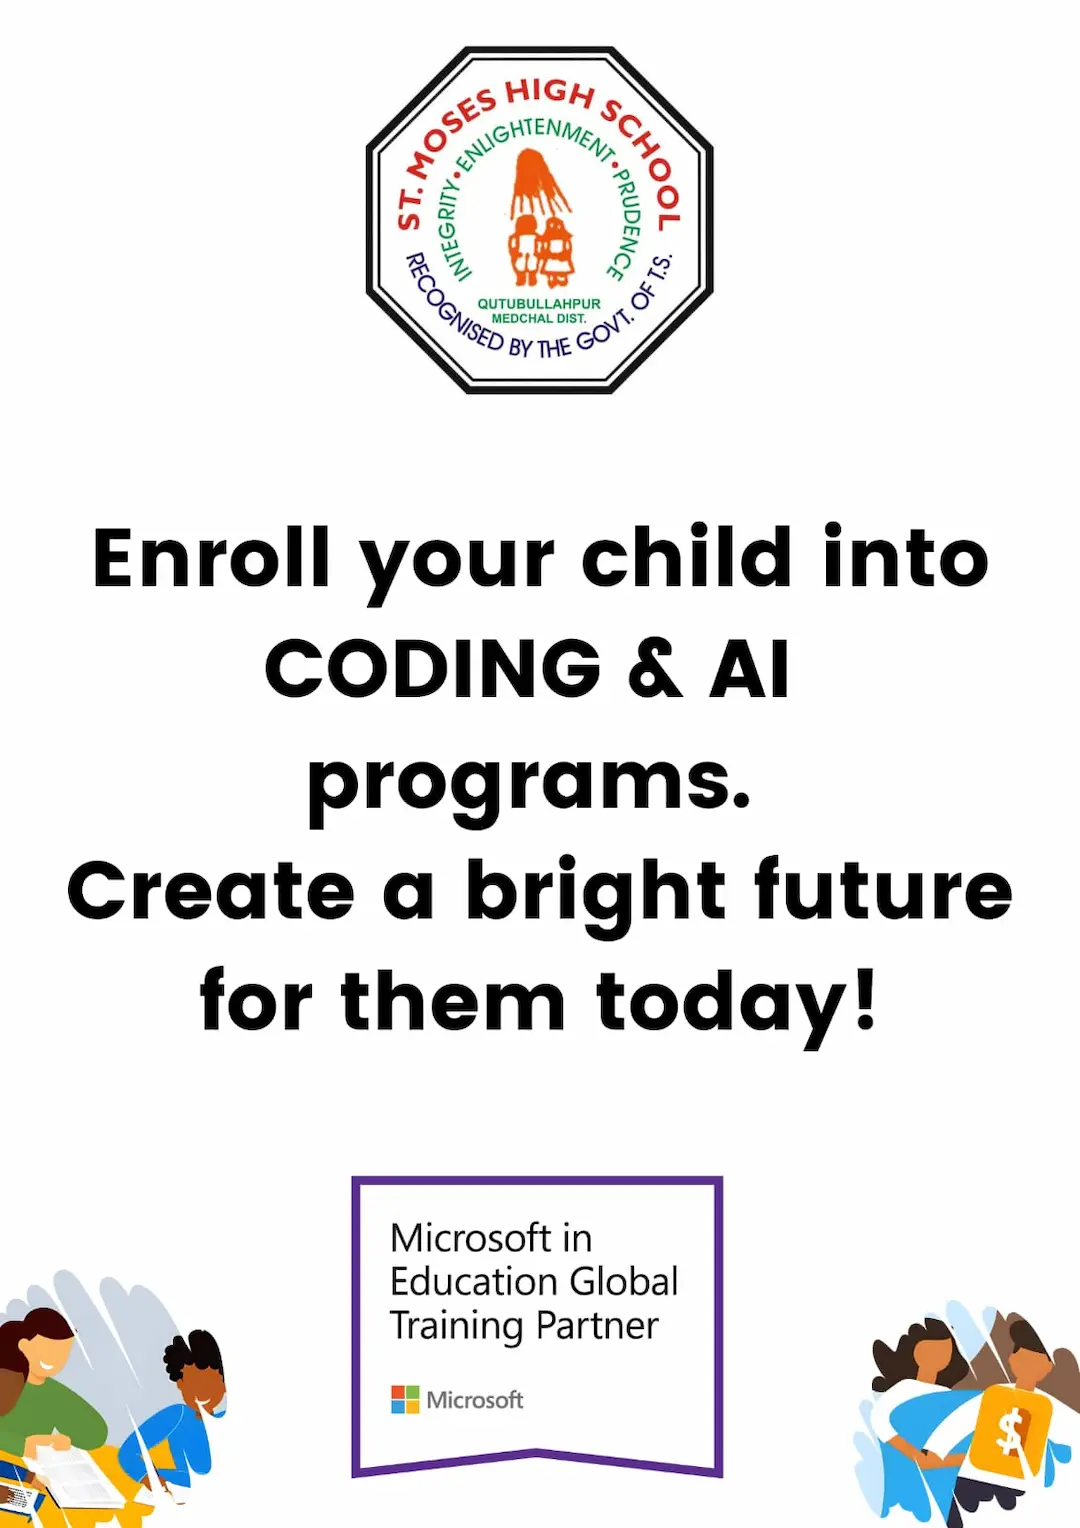 ST. MOSES HIGH SCHOOL
INTEGRITY • ENLIGHTENMENT • PRUDENCE
QUTUBULLAHPUR
MEDCHAL DIST.
RECOGNISED BY THE GOVT. OF T.S.
Enroll your child into
CODING & AI
programs.
Create a bright future
for them today!
Microsoft in
Education Global
Training Partner
Microsoft
$